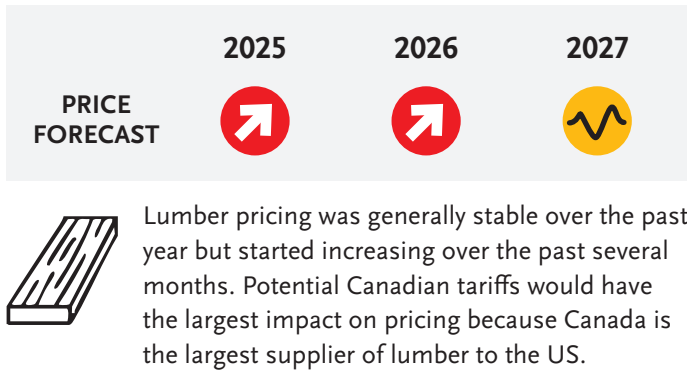 2025 2026 2027
PRICE
FORECAST
Lumber pricing was generally stable over the past
year but started increasing over the past several
months. Potential Canadian tariffs would have
the largest impact on pricing because Canada is
the largest supplier of lumber to the US.